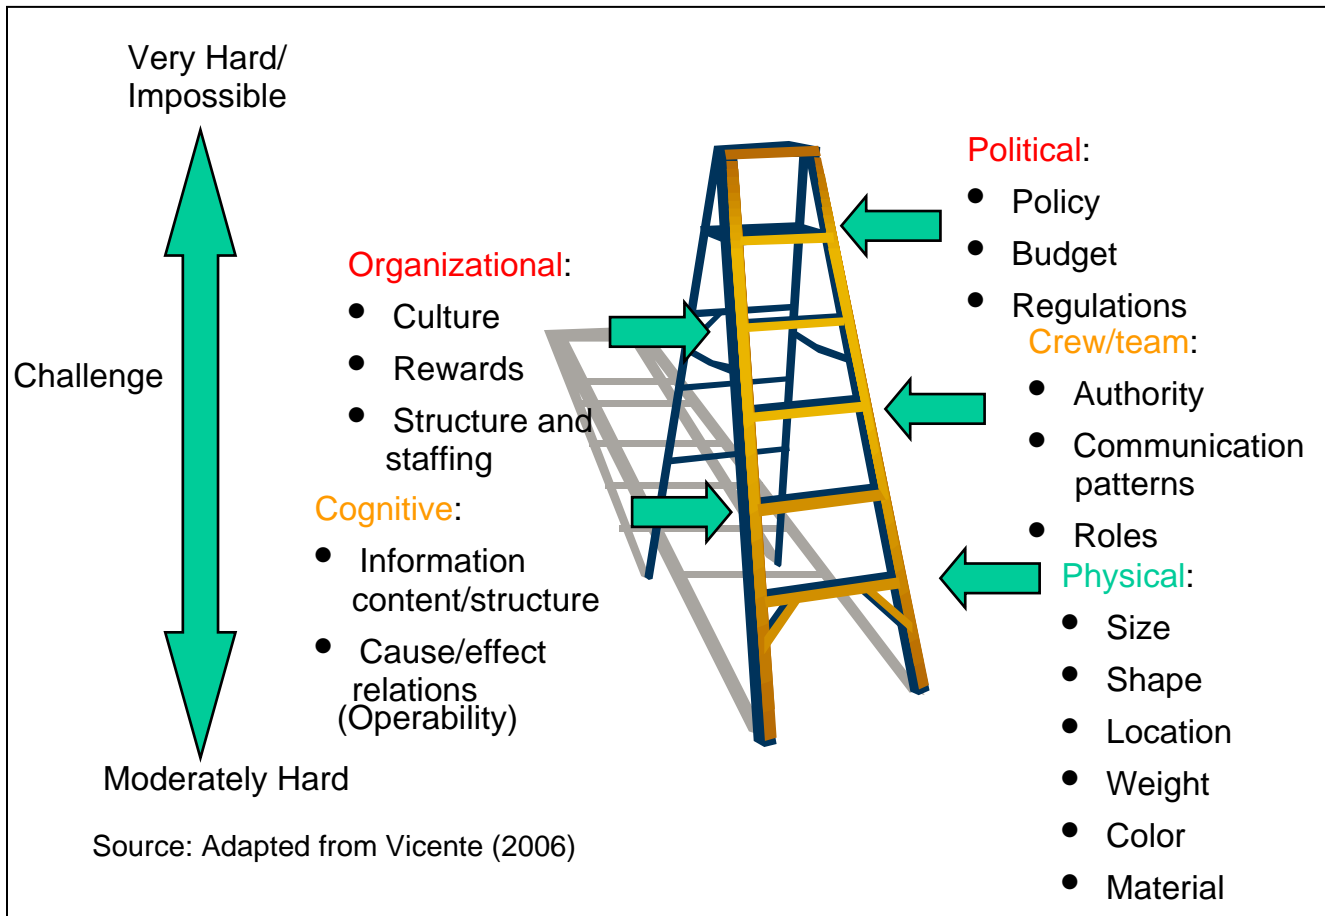 Very Hard/
Impossible
Challenge
Moderately Hard
Organizational:
• Culture
• Rewards
• Structure and
staffing
Cognitive:
• Information
content/structure
• Cause/effect
relations
(Operability)
Political:
• Policy
• Budget
• Regulations
Crew/team:
• Authority
• Communication
patterns
• Roles
Physical:
• Size
• Shape
• Location
• Weight
• Color
• Material
Source: Adapted from Vicente (2006)